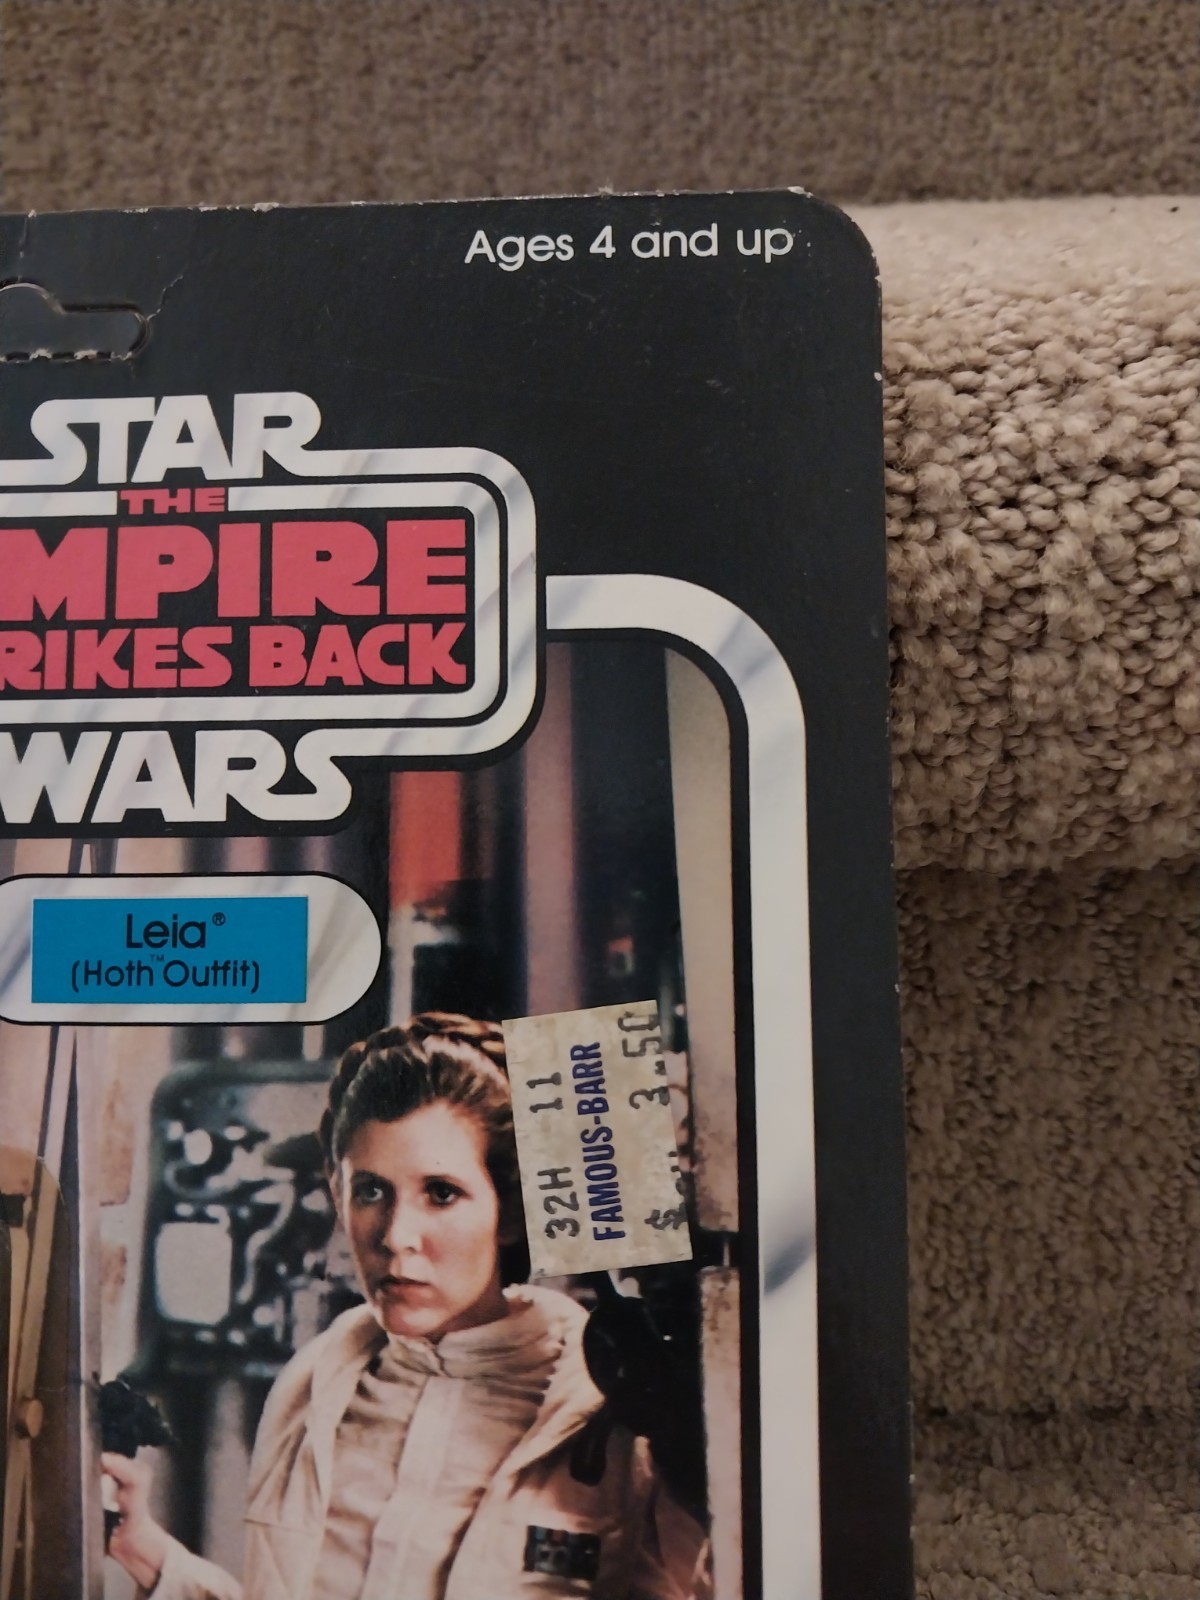 Ages 4 and up
STAR
THE
MPIRE
RIKES BACK
WARS
Leia®
(Hoth™ Outfit)
32H 11
FAMOUS-BARR
$ 3.50